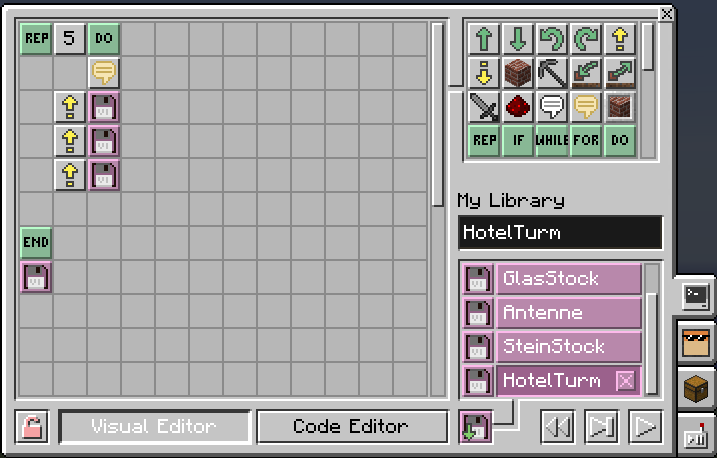 REP 5 DO
REP IF WHILE FOR DO
My Library
HotelTurm
END
GlasStock
Antenne
SteinStock
HotelTurm
Visual Editor Code Editor